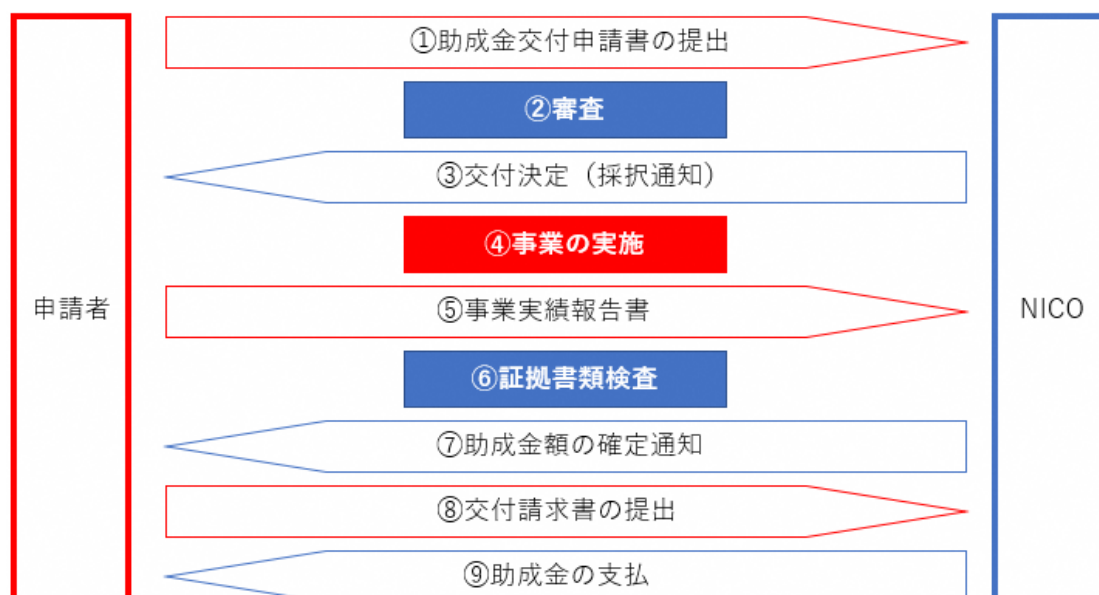 ①助成金交付申請書の提出
②審査
③交付決定（採択通知）
④事業の実施
申請者
⑤事業実績報告書
NICO
⑥証拠書類検査
⑦助成金額の確定通知
⑧交付請求書の提出
⑨助成金の支払